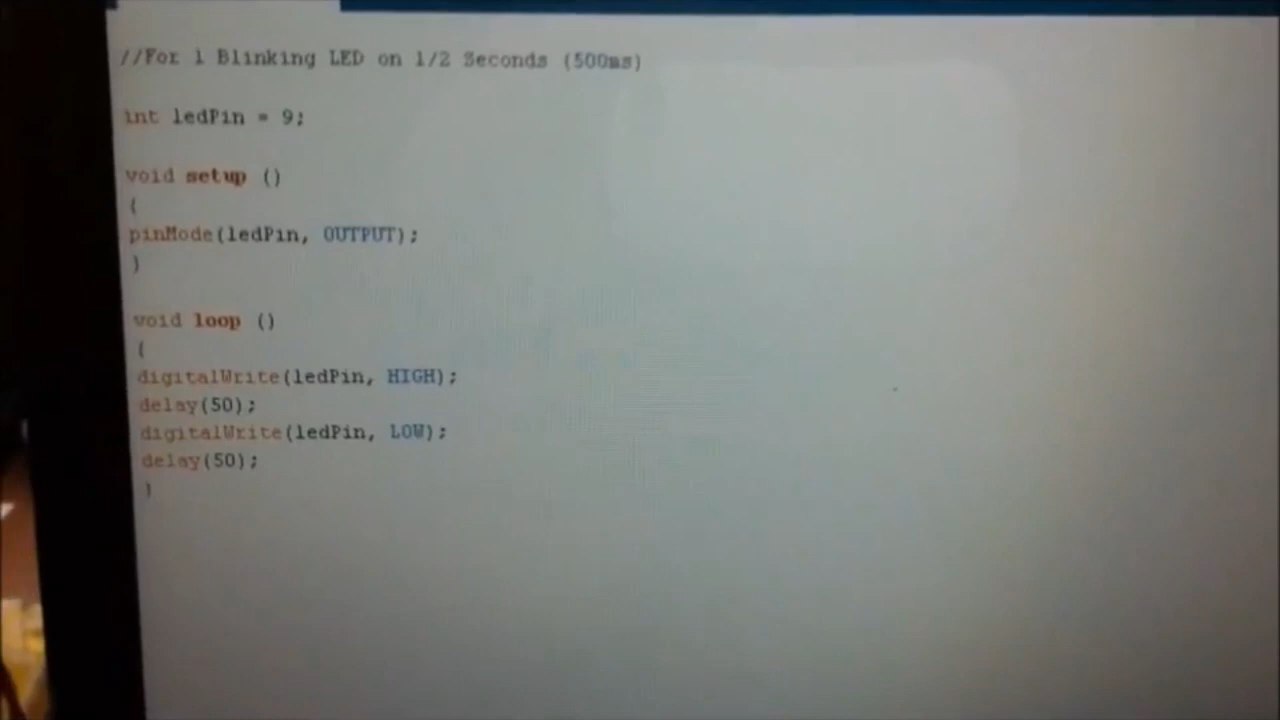 //For 1 Blinking LED on 1/2 Seconds (500ms)
int ledPin = 9;
void setup ()
{
pinMode(ledPin, OUTPUT);
}
void loop ()
{
digitalWrite(ledPin, HIGH);
delay(50);
digitalWrite(ledPin, LOW);
delay(50);
}